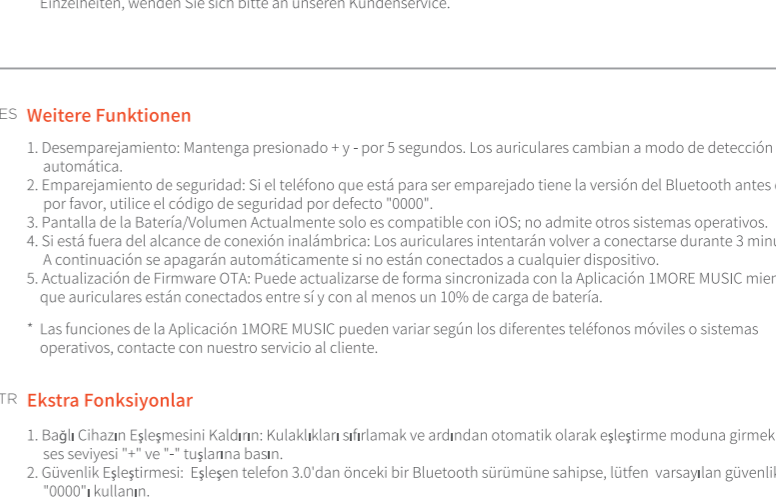 Einzelheiten, wenden Sie sich bitte an unseren Kundenservice.
ES Weitere Funktionen
1. Desemparejamiento: Mantenga presionado + y - por 5 segundos. Los auriculares cambian a modo de detección
automática.
2. Emparejamiento de seguridad: Si el teléfono que está para ser emparejado tiene la versión del Bluetooth antes
por favor, utilice el código de seguridad por defecto "0000".
3. Pantalla de la Batería/Volumen Actualmente solo es compatible con iOS; no admite otros sistemas operativos.
4. Si está fuera del alcance de conexión inalámbrica: Los auriculares intentarán volver a conectarse durante 3 minu
A continuación se apagarán automáticamente si no están conectados a cualquier dispositivo.
5. Actualización de Firmware OTA: Puede actualizarse de forma sincronizada con la Aplicación 1MORE MUSIC mien
que auriculares están conectados entre sí y con al menos un 10% de carga de batería.
* Las funciones de la Aplicación 1MORE MUSIC pueden variar según los diferentes teléfonos móviles o sistemas
operativos, contacte con nuestro servicio al cliente.
TR Ekstra Fonksiyonlar
1. Bağlı Cihazın Eşleşmesini Kaldırın: Kulaklıkları sıfırlamak ve ardından otomatik olarak eşleştirme moduna girmek
ses seviyesi "+" ve "-" tuşlarına basın.
2. Güvenlik Eşleştirmesi: Eşleşen telefon 3.0'dan önceki bir Bluetooth sürümüne sahipse, lütfen varsayılan güvenlik
"0000"ı kullanın.